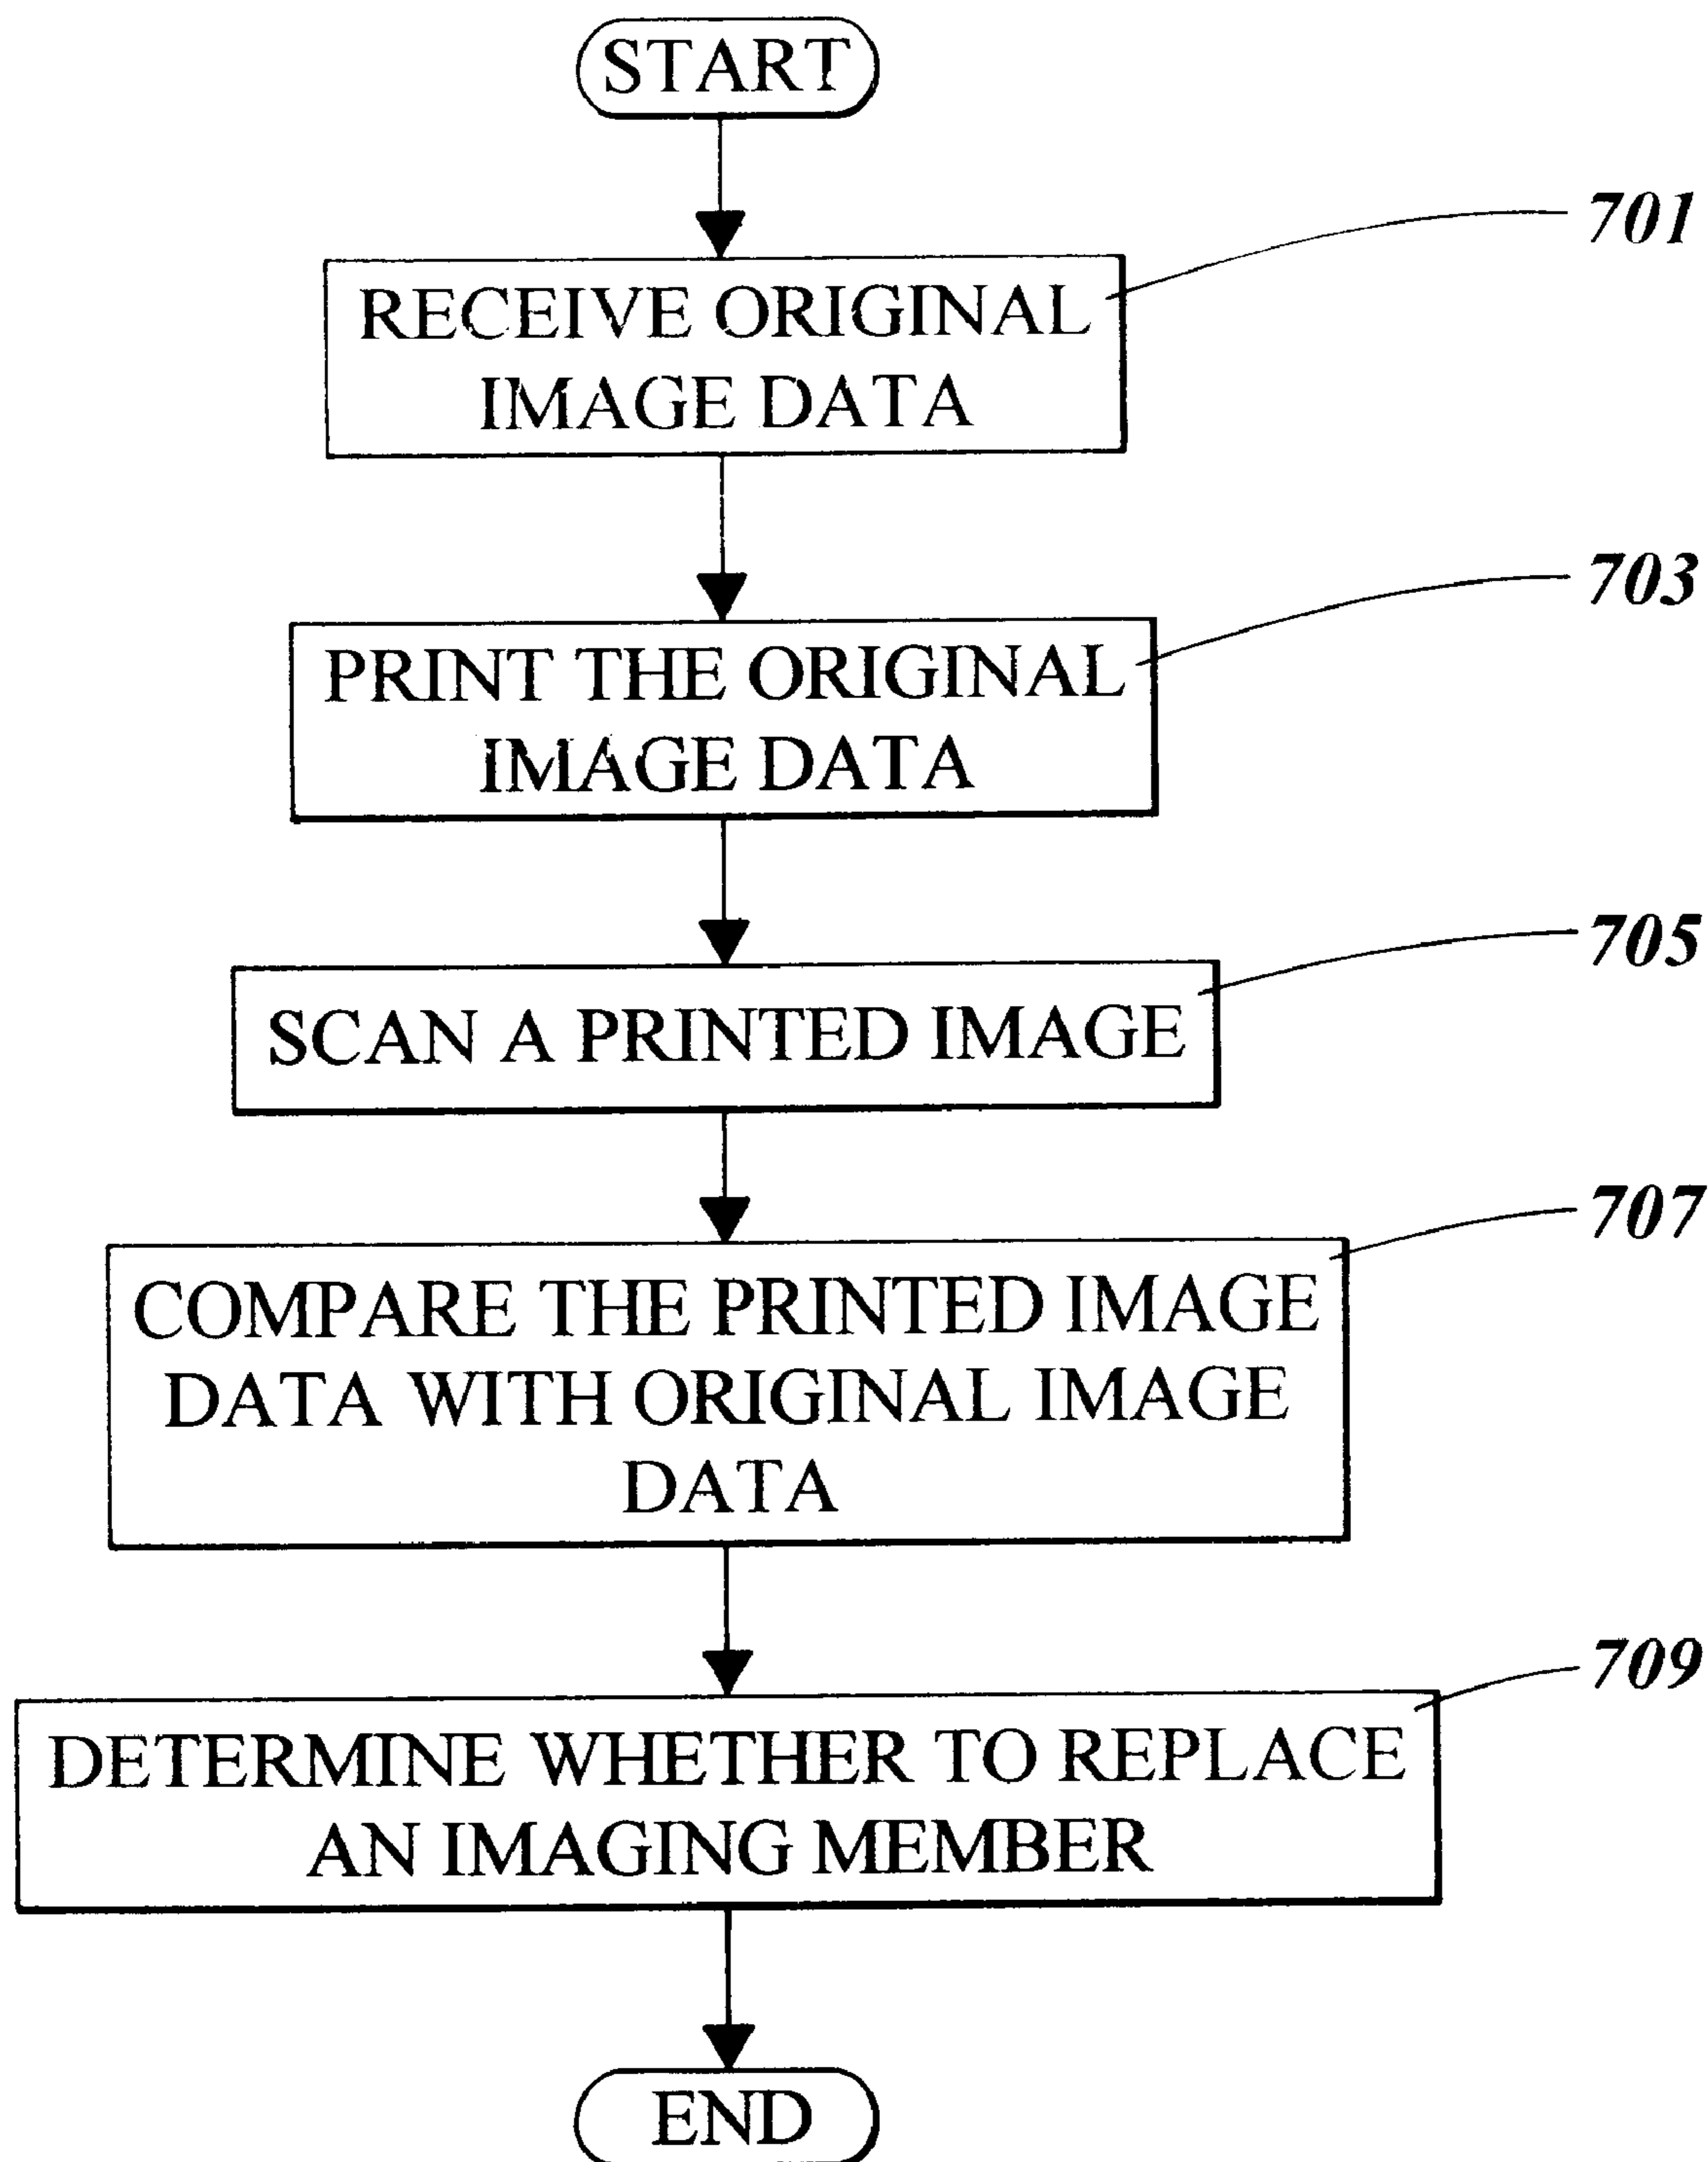 START
701
RECEIVE ORIGINAL
IMAGE DATA
703
PRINT THE ORIGINAL
IMAGE DATA
705
SCAN A PRINTED IMAGE
707
COMPARE THE PRINTED IMAGE
DATA WITH ORIGINAL IMAGE
DATA
709
DETERMINE WHETHER TO REPLACE
AN IMAGING MEMBER
END